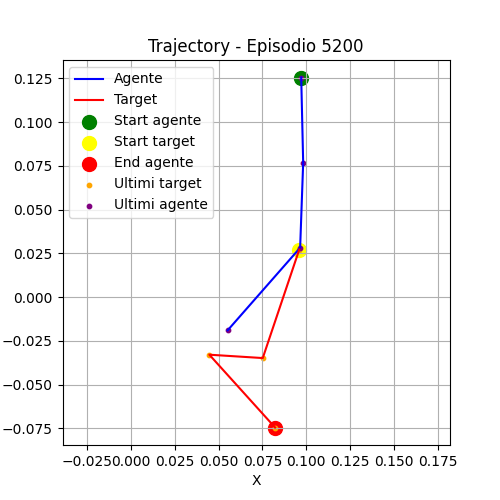 Trajectory - Episodio 5200
Agente
Target
Start agente
Start target
End agente
Ultimi target
Ultimi agente
0.125
0.100
0.075
0.050
0.025
0.000
−0.025
−0.050
−0.075
−0.025 0.000 0.025 0.050 0.075 0.100 0.125 0.150 0.175
X